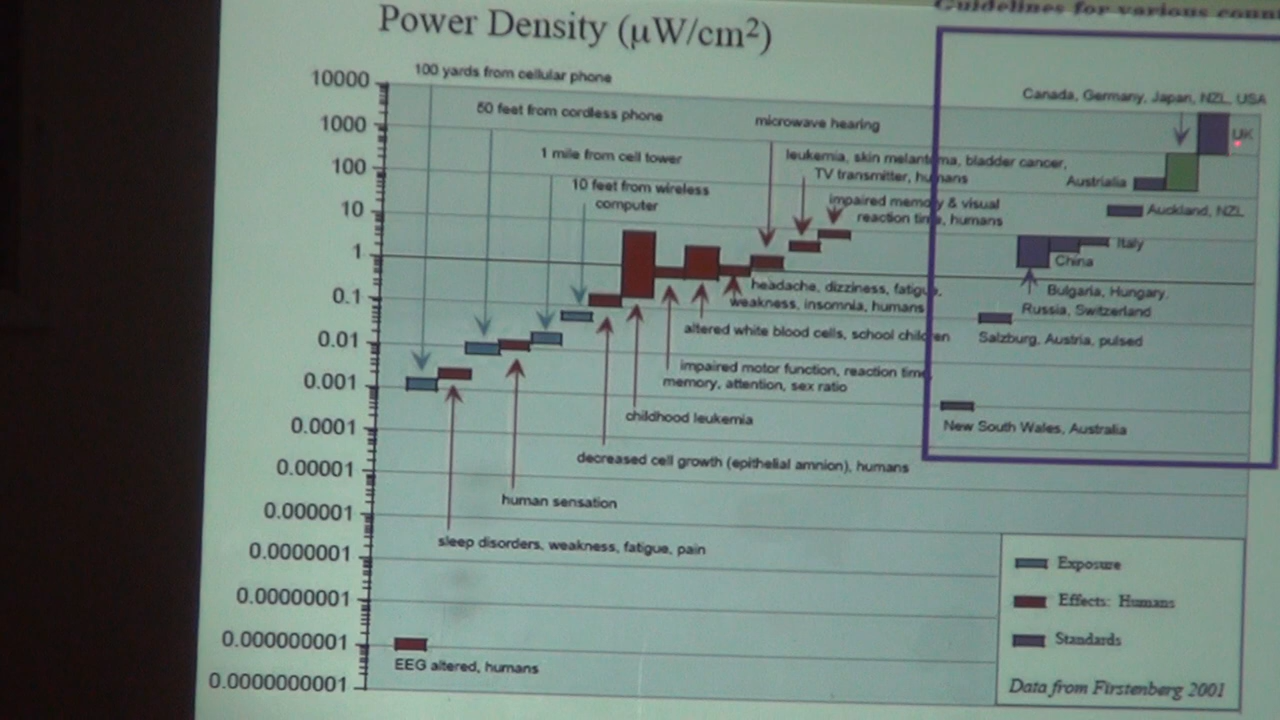 Guidelines for various coun
Power Density (µW/cm²)
10000
1000
100
10
1
0.1
0.01
0.001
0.0001
0.00001
0.000001
0.0000001
0.00000001
0.000000001
0.0000000001
100 yards from cellular phone
50 feet from cordless phone
1 mile from cell tower
10 feet from wireless
computer
microwave hearing
leukemia, skin melanoma, bladder cancer,
TV transmitter, humans
impaired memory & visual
reaction time, humans
headache, dizziness, fatigue,
weakness, insomnia, humans
altered white blood cells, school children
impaired motor function, reaction time,
memory, attention, sex ratio
childhood leukemia
decreased cell growth (epithelial amnion), humans
human sensation
sleep disorders, weakness, fatigue, pain
EEG altered, humans
Canada, Germany, Japan, NZL, USA
UK
Austrialia
Auckland, NZL
Italy
China
Bulgaria, Hungary,
Russia, Switzerland
Salzburg, Austria, pulsed
New South Wales, Australia
Exposure
Effects: Humans
Standards
Data from Firstenberg 2001